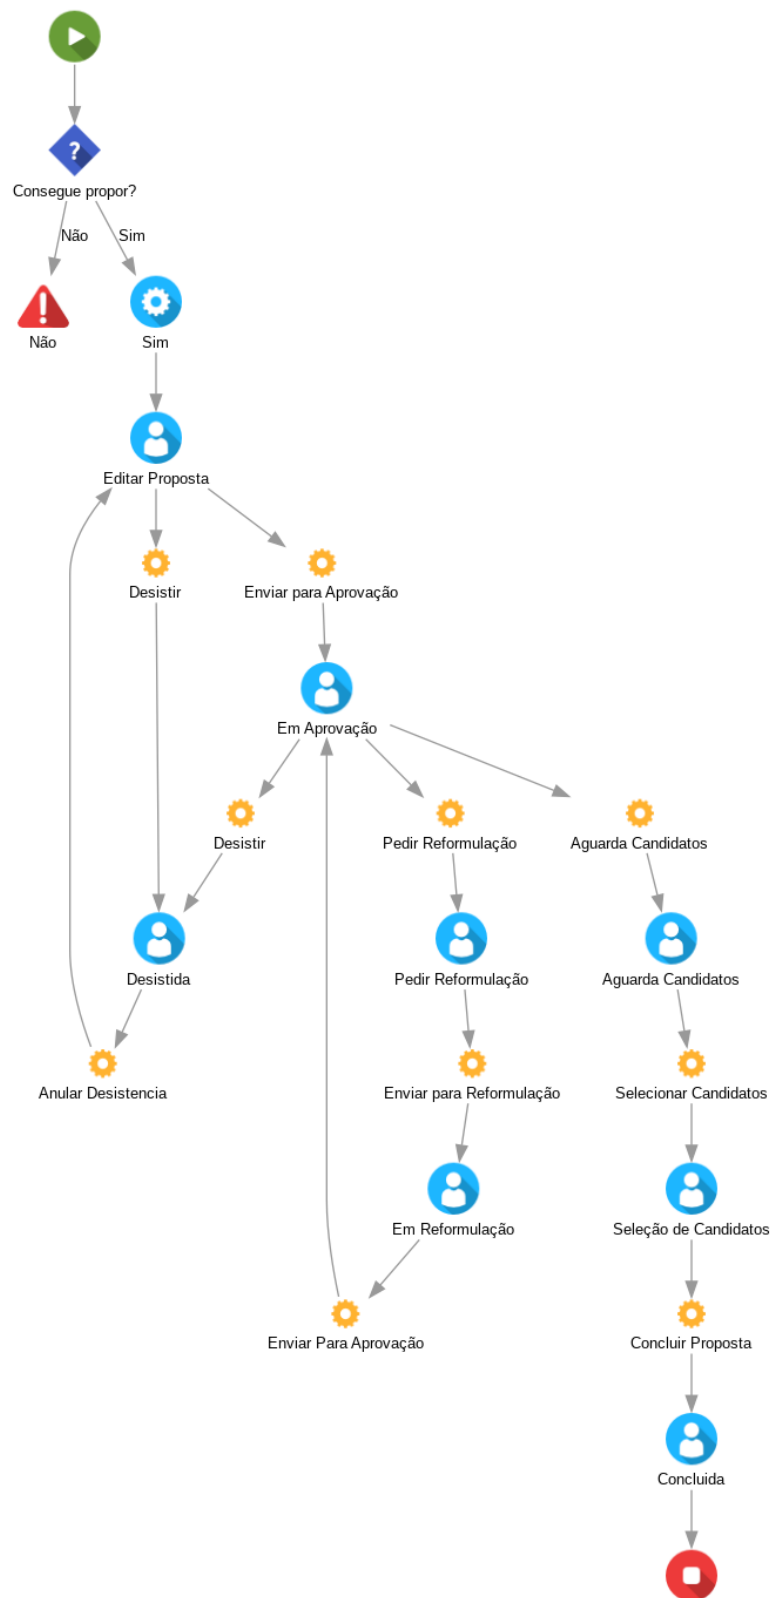 ?
Consegue propor?
Não
Sim
Não
Sim
Editar Proposta
Desistir
Enviar para Aprovação
Em Aprovação
Desistir
Pedir Reformulação
Aguarda Candidatos
Desistida
Pedir Reformulação
Aguarda Candidatos
Anular Desistencia
Enviar para Reformulação
Selecionar Candidatos
Em Reformulação
Seleção de Candidatos
Enviar Para Aprovação
Concluir Proposta
Concluida